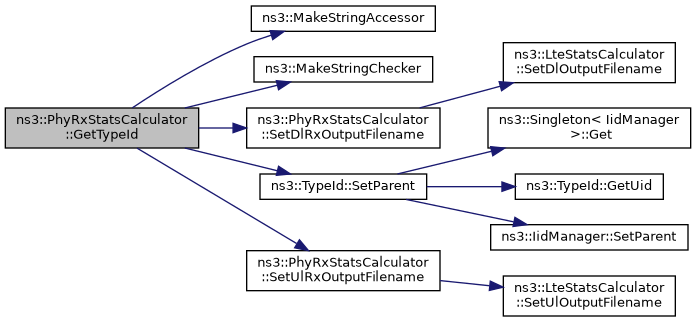 ns3::PhyRxStatsCalculator
::GetTypeId
ns3::MakeStringAccessor
ns3::MakeStringChecker
ns3::PhyRxStatsCalculator
::SetDlRxOutputFilename
ns3::TypeId::SetParent
ns3::PhyRxStatsCalculator
::SetUlRxOutputFilename
ns3::LteStatsCalculator
::SetDlOutputFilename
ns3::Singleton< IidManager
>::Get
ns3::TypeId::GetUid
ns3::IidManager::SetParent
ns3::LteStatsCalculator
::SetUlOutputFilename